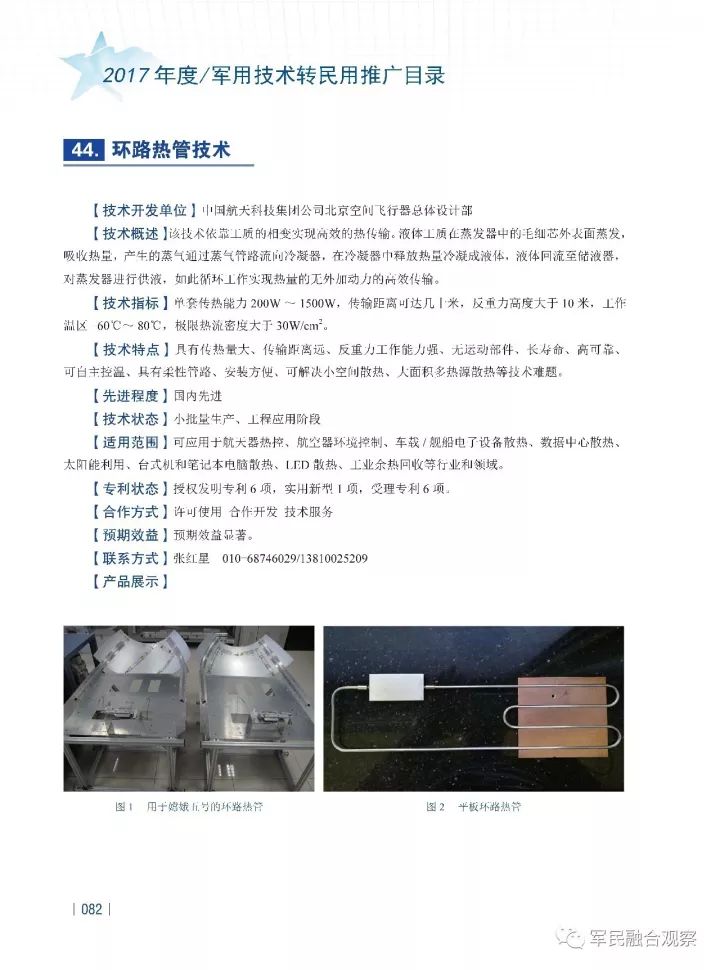 2017 年度/军用技术转民用推广目录
44. 环路热管技术
【技术开发单位】中国航天科技集团公司北京空间飞行器总体设计部
【技术概述】该技术依靠工质的相变实现高效的热传输。液体工质在蒸发器中的毛细芯外表面蒸发，
吸收热量，产生的蒸气通过蒸气管路流向冷凝器，在冷凝器中释放热量冷凝成液体，液体回流至储液器，
对蒸发器进行供液，如此循环工作实现热量的无外加动力的高效传输。
【技术指标】单套传热能力 200W ～ 1500W，传输距离可达几十米，反重力高度大于 10 米，工作
温区 -60℃～ 80℃，极限热流密度大于 30W/cm²。
【技术特点】具有传热量大、传输距离远、反重力工作能力强、无运动部件、长寿命、高可靠、
可自主控温、具有柔性管路、安装方便、可解决小空间散热、大面积多热源散热等技术难题。
【先进程度】国内先进
【技术状态】小批量生产、工程应用阶段
【适用范围】可应用于航天器热控、航空器环境控制、车载 / 舰船电子设备散热、数据中心散热、
太阳能利用、台式机和笔记本电脑散热、LED 散热、工业余热回收等行业和领域。
【专利状态】授权发明专利 6 项，实用新型 1 项，受理专利 6 项。
【合作方式】许可使用 合作开发 技术服务
【预期效益】预期效益显著。
【联系方式】张红星 010-68746029/13810025209
【产品展示】
图 1 用于嫦娥五号的环路热管
图 2 平板环路热管
| 082 |
军民融合观察